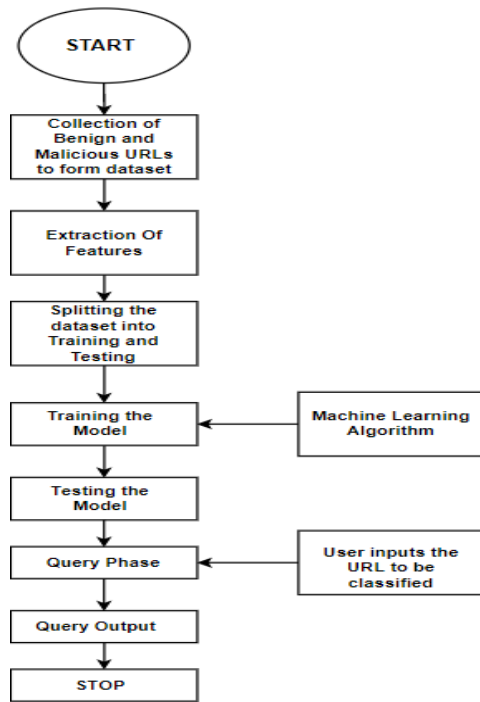 START
Collection of
Benign and
Malicious URLs
to form dataset
Extraction Of
Features
Splitting the
dataset into
Training and
Testing
Training the
Model
Machine Learning
Algorithm
Testing the
Model
Query Phase
User inputs the
URL to be
classified
Query Output
STOP